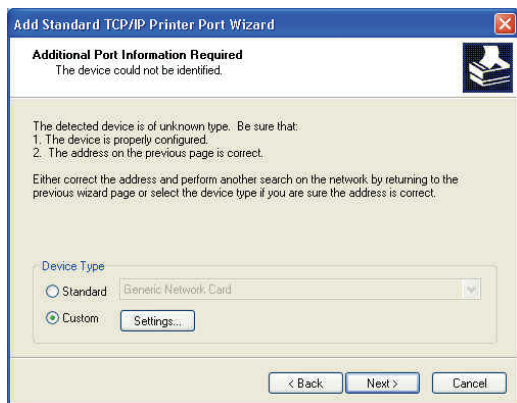 Add Standard TCP/IP Printer Port Wizard
Additional Port Information Required
The device could not be identified.
The detected device is of unknown type. Be sure that:
1. The device is properly configured.
2. The address on the previous page is correct.
Either correct the address and perform another search on the network by returning to the
previous wizard page or select the device type if you are sure the address is correct.
Device Type
Standard
Generic Network Card
Custom
Settings...
< Back
Next >
Cancel